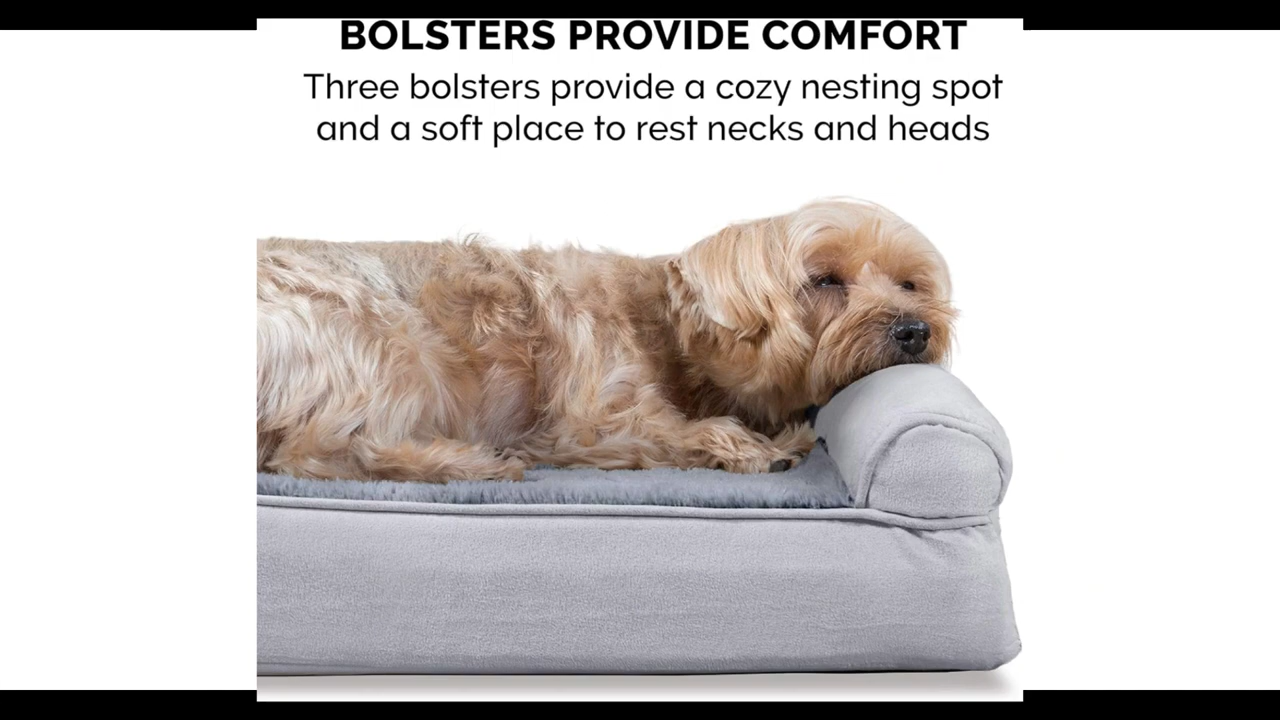 BOLSTERS PROVIDE COMFORT
Three bolsters provide a cozy nesting spot
and a soft place to rest necks and heads